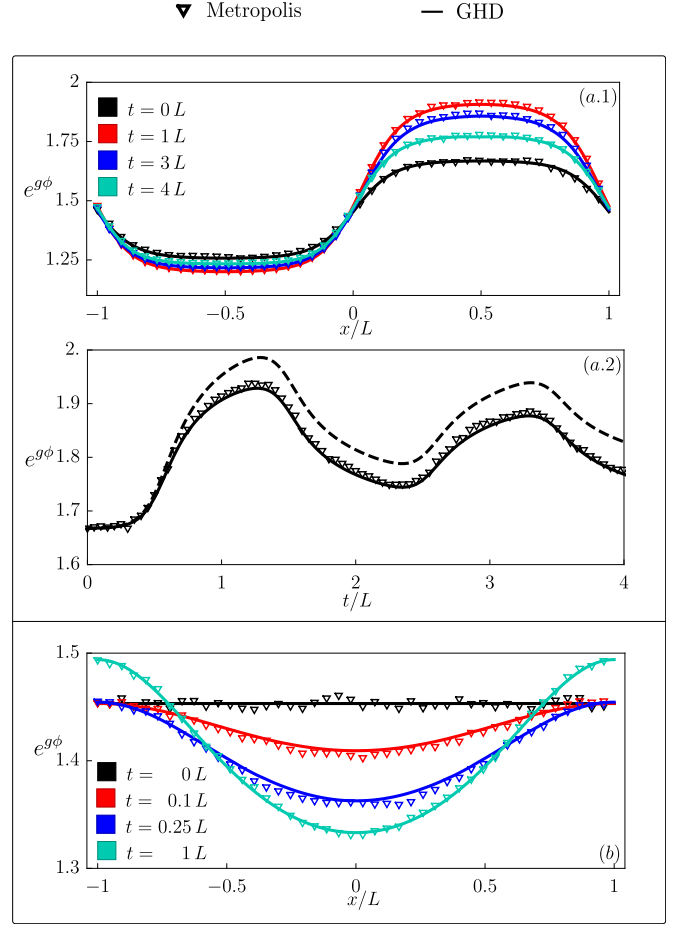 Metropolis GHD
(a.1)
2
1.75
1.5
1.25
e^{gϕ}
t = 0 L
t = 1 L
t = 3 L
t = 4 L
−1 −0.5 0 0.5 1
x/L
(a.2)
2.
1.9
1.8
1.7
1.6
e^{gϕ}
0 1 2 3 4
t/L
1.5
1.4
1.3
e^{gϕ}
t = 0 L
t = 0.1 L
t = 0.25 L
t = 1 L
(b)
−1 −0.5 0 0.5 1
x/L